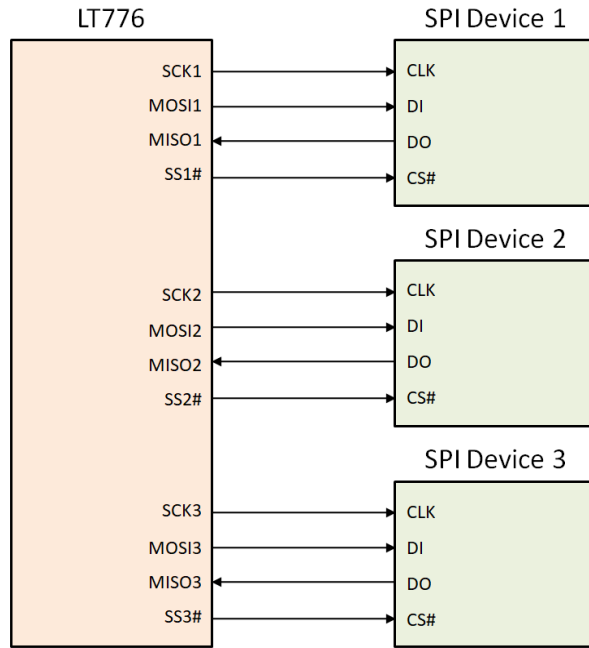 LT776
SCK1
MOSI1
MISO1
SS1#
SCK2
MOSI2
MISO2
SS2#
SCK3
MOSI3
MISO3
SS3#
SPI Device 1
CLK
DI
DO
CS#
SPI Device 2
CLK
DI
DO
CS#
SPI Device 3
CLK
DI
DO
CS#